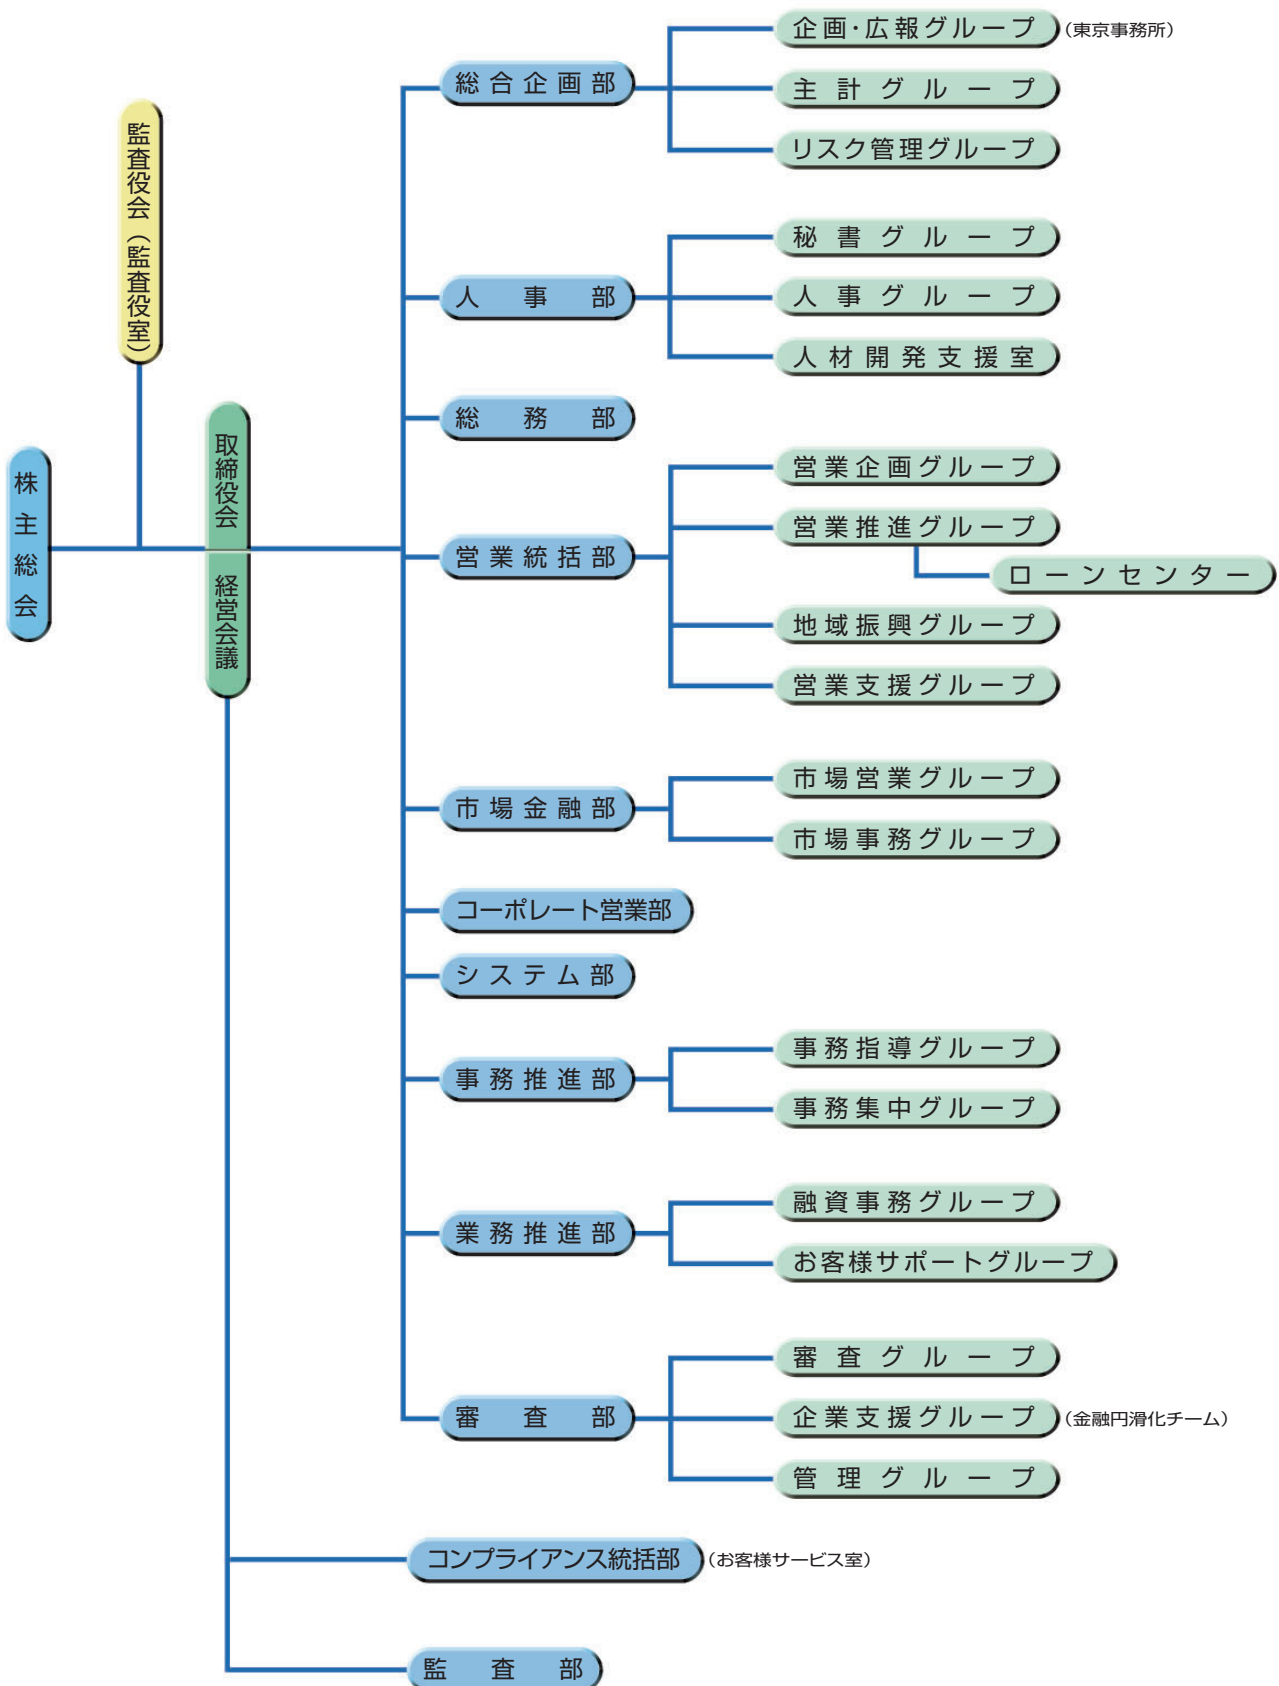 株主総会
監査役会（監査役室）
取締役会
経営会議
総合企画部
企画・広報グループ
（東京事務所）
主計グループ
リスク管理グループ
人事部
秘書グループ
人事グループ
人材開発支援室
総務部
営業統括部
営業企画グループ
営業推進グループ
ローンセンター
地域振興グループ
営業支援グループ
市場金融部
市場営業グループ
市場事務グループ
コーポレート営業部
システム部
事務推進部
事務指導グループ
事務集中グループ
業務推進部
融資事務グループ
お客様サポートグループ
審査部
審査グループ
企業支援グループ
（金融円滑化チーム）
管理グループ
コンプライアンス統括部
（お客様サービス室）
監査部